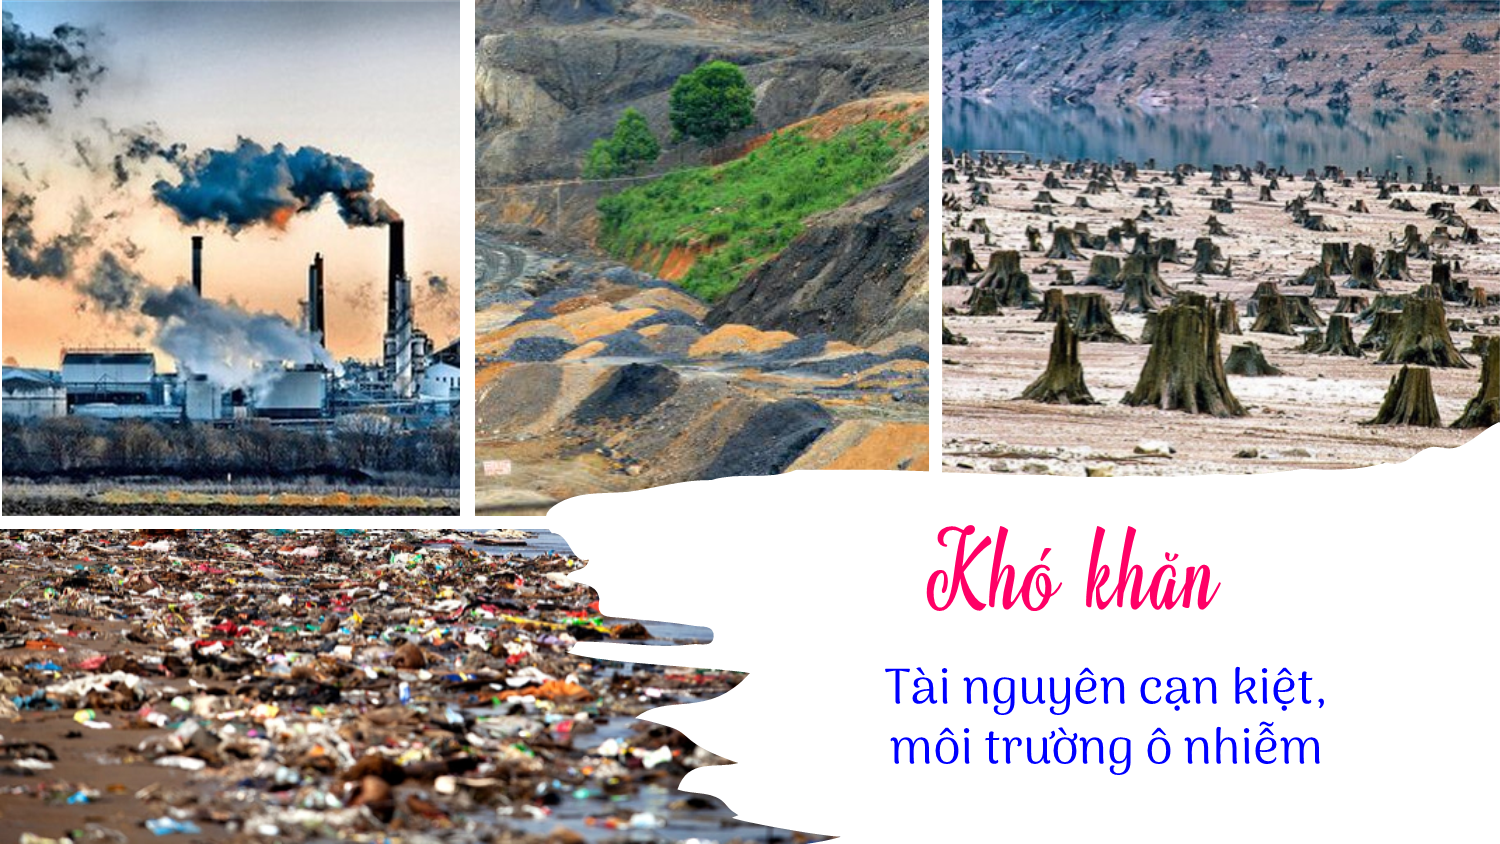 Khó khăn
Tài nguyên cạn kiệt,
môi trường ô nhiễm